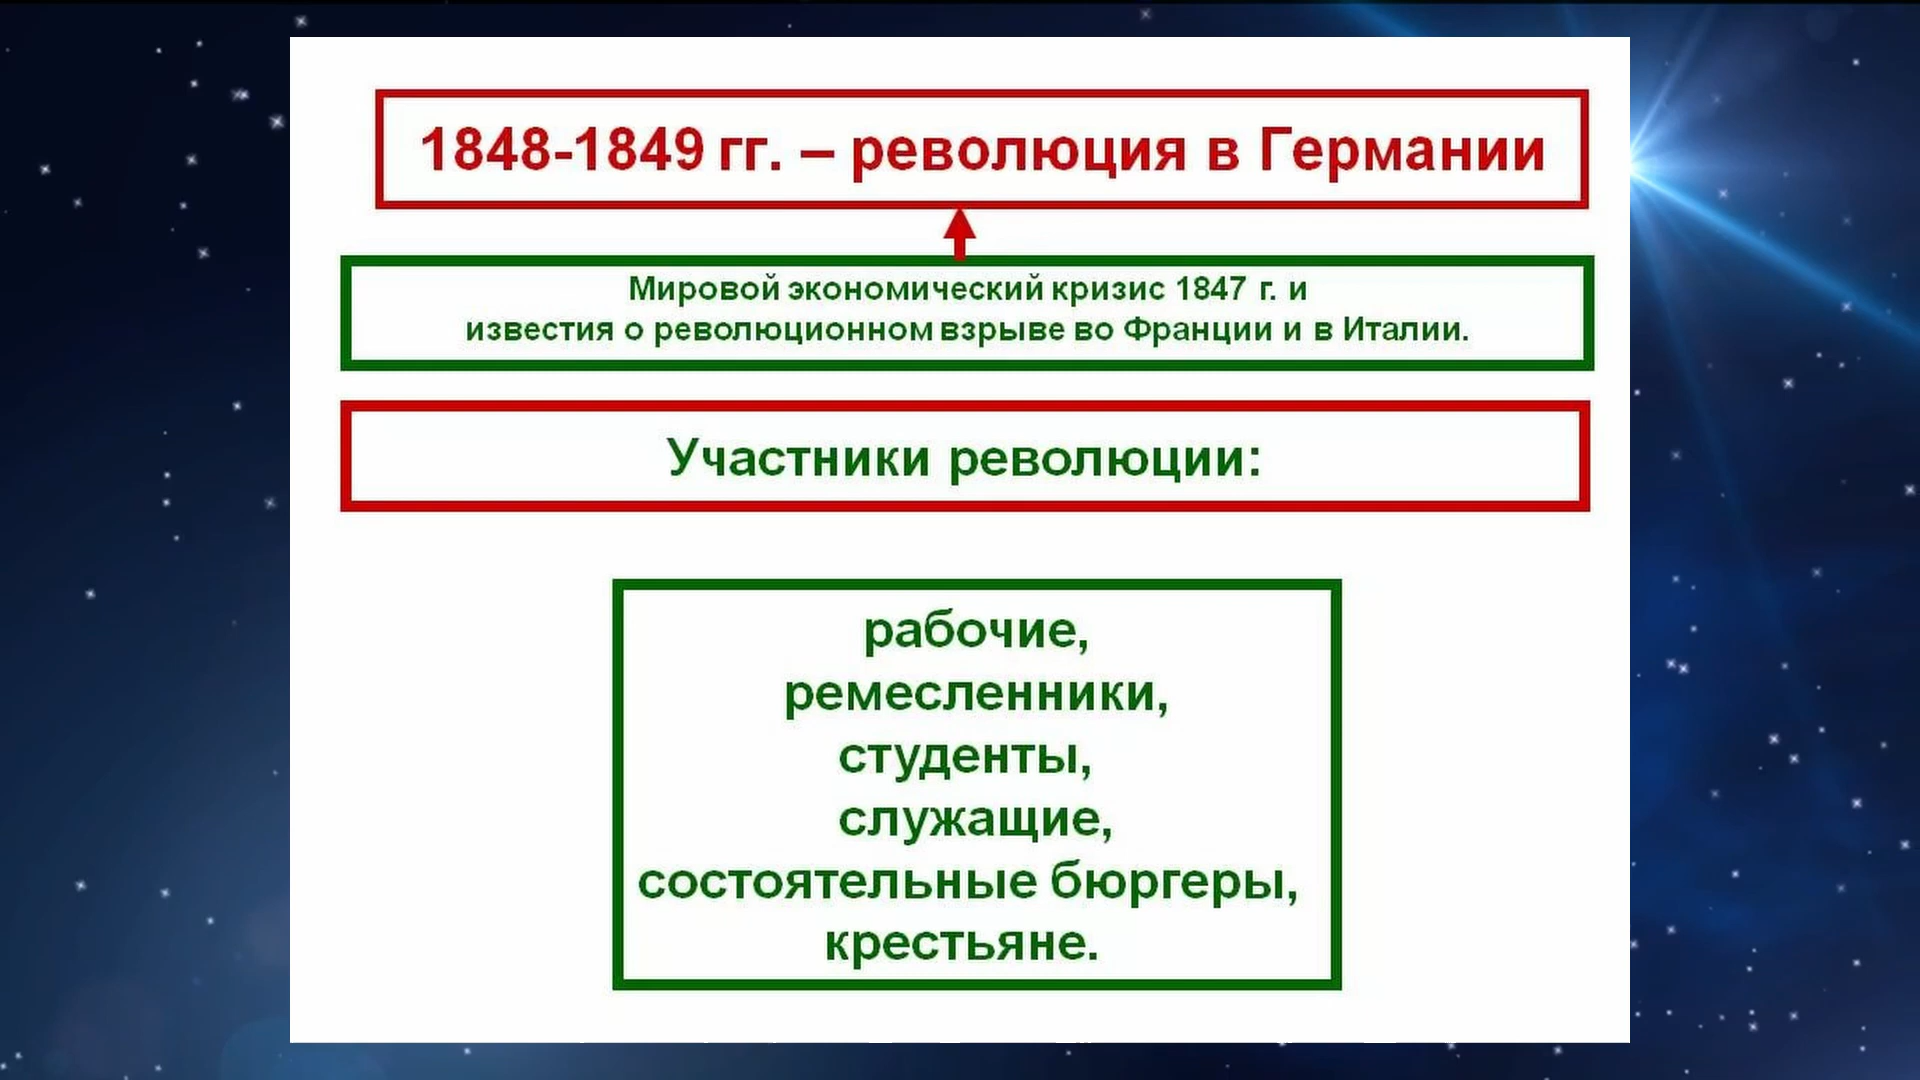 1848-1849 гг. – революция в Германии
Мировой экономический кризис 1847 г. и
известия о революционном взрыве во Франции и в Италии.
Участники революции:
рабочие,
ремесленники,
студенты,
служащие,
состоятельные бюргеры,
крестьяне.